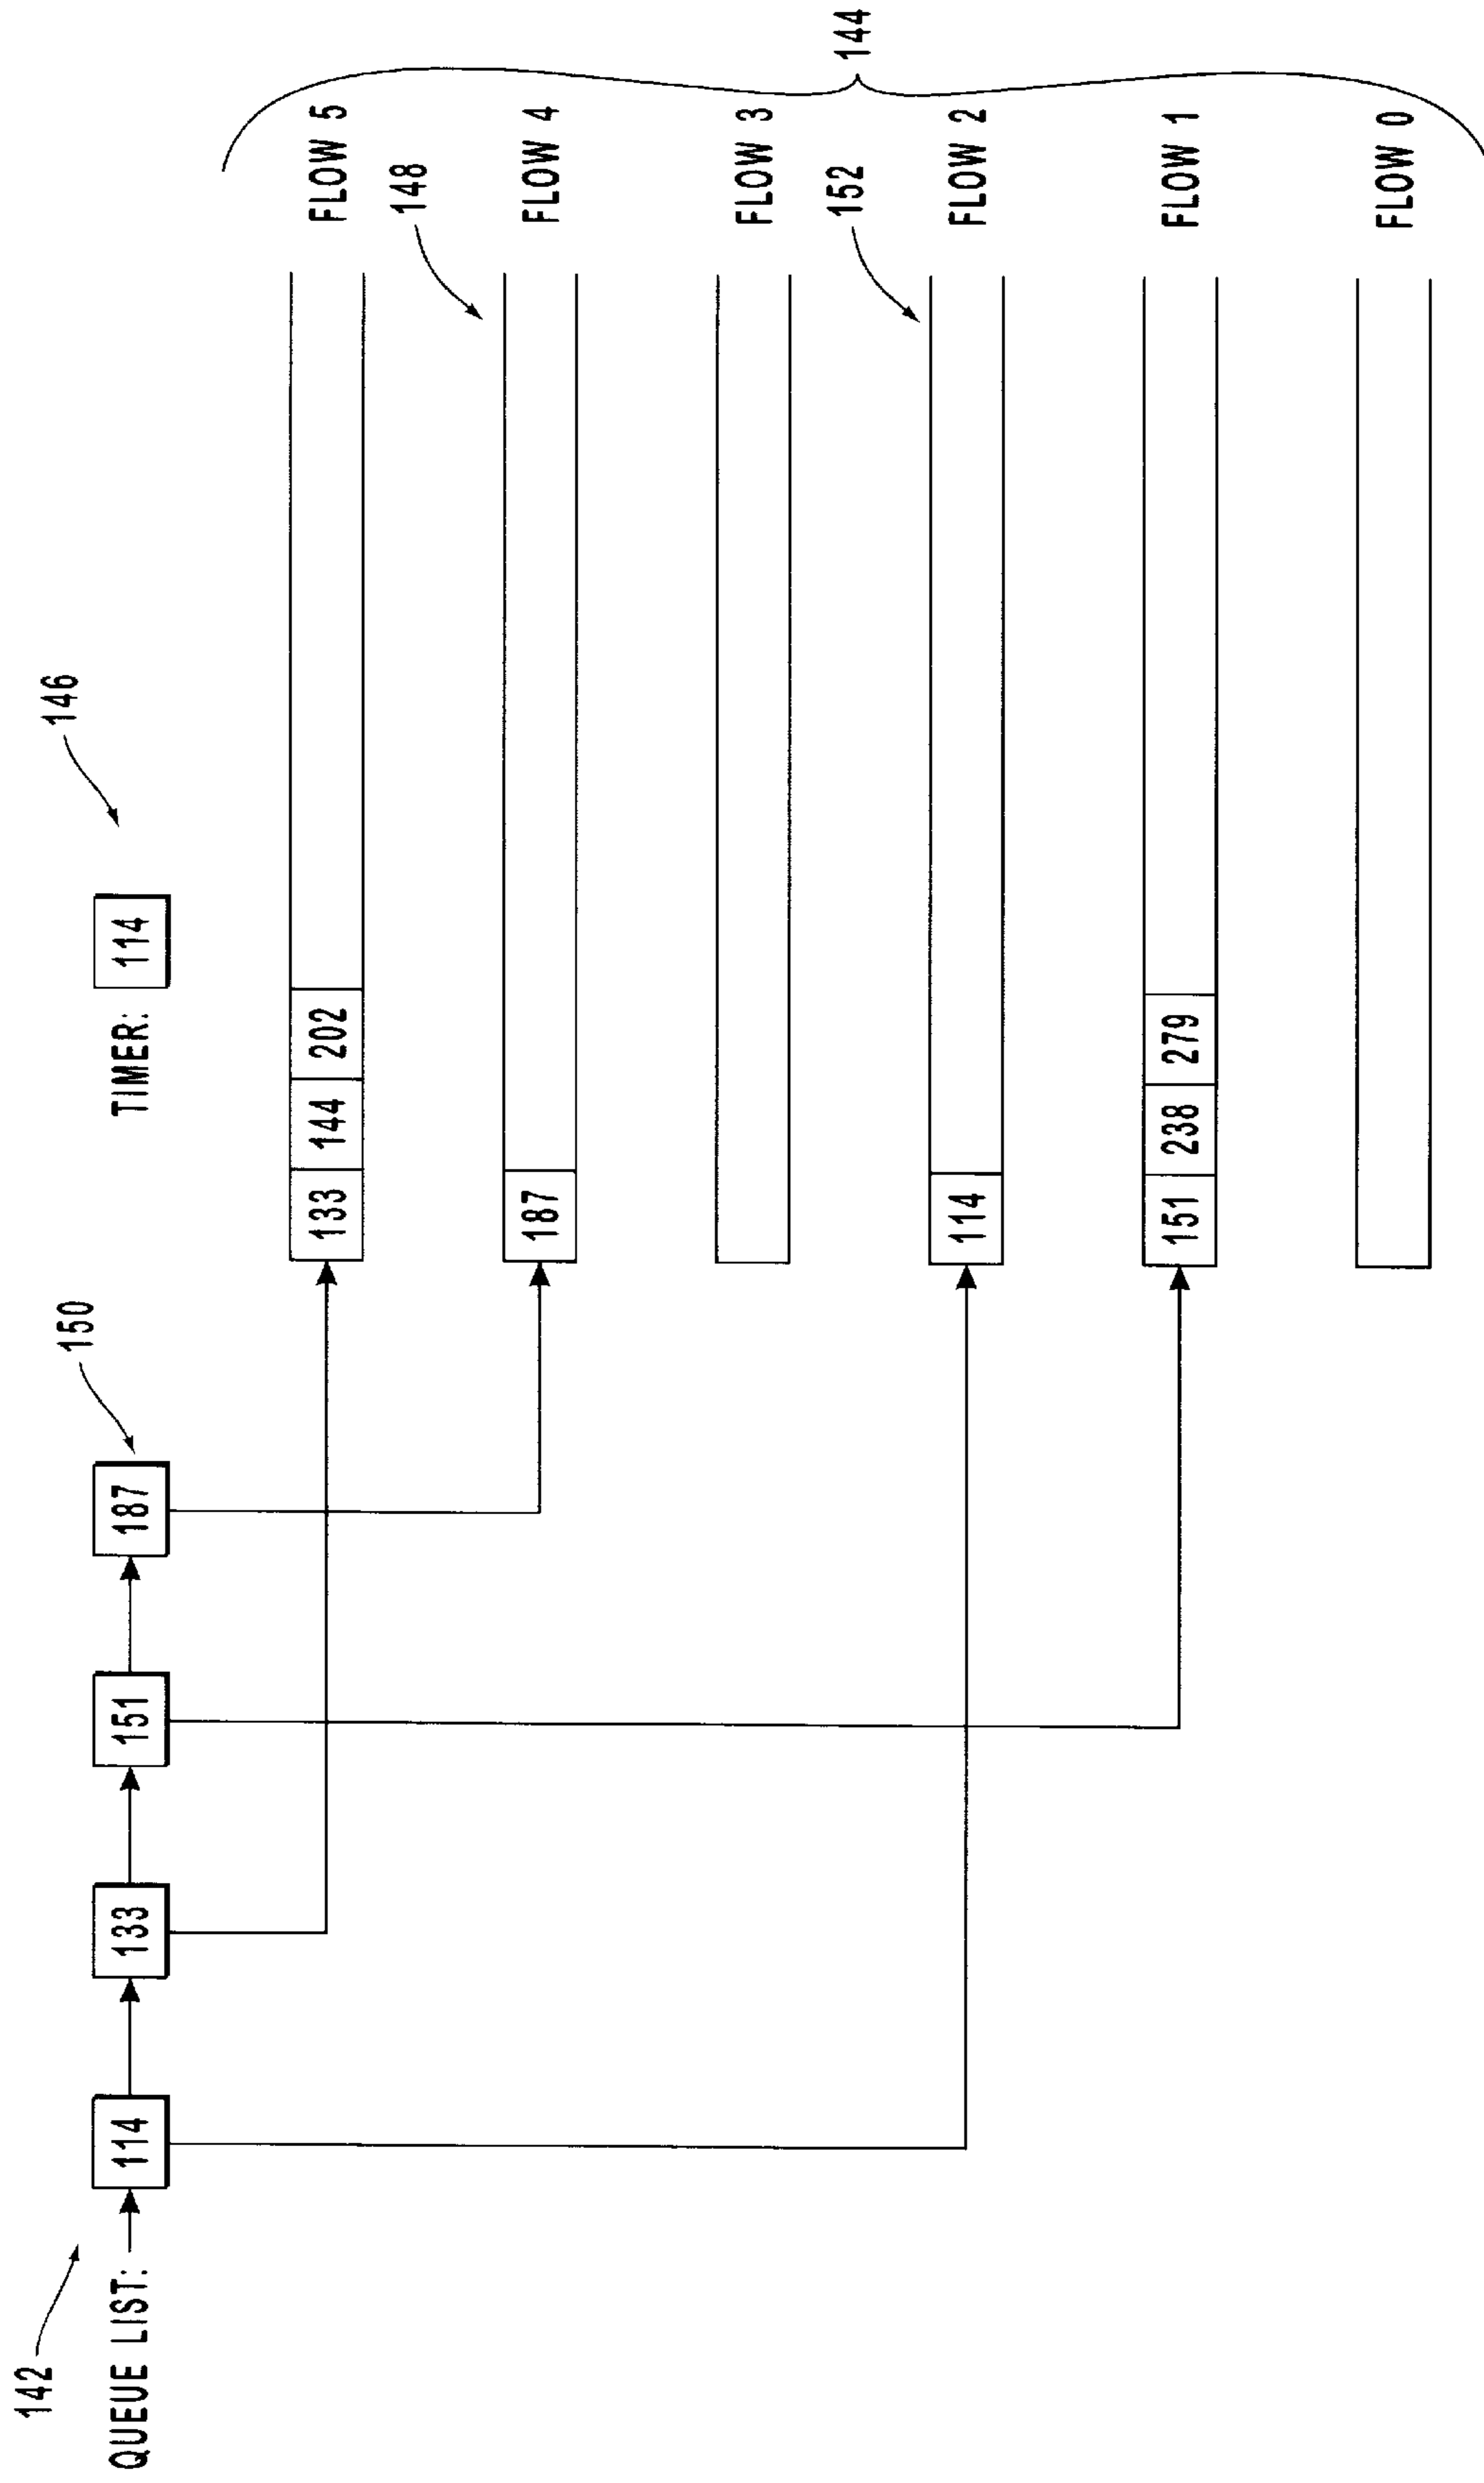 142
QUEUE LIST:
114
133
151
187
150
TIMER:
114
146
133 144 202
FLOW 5
148
187
FLOW 4
FLOW 3
152
114
FLOW 2
151 238 279
FLOW 1
FLOW 0
144